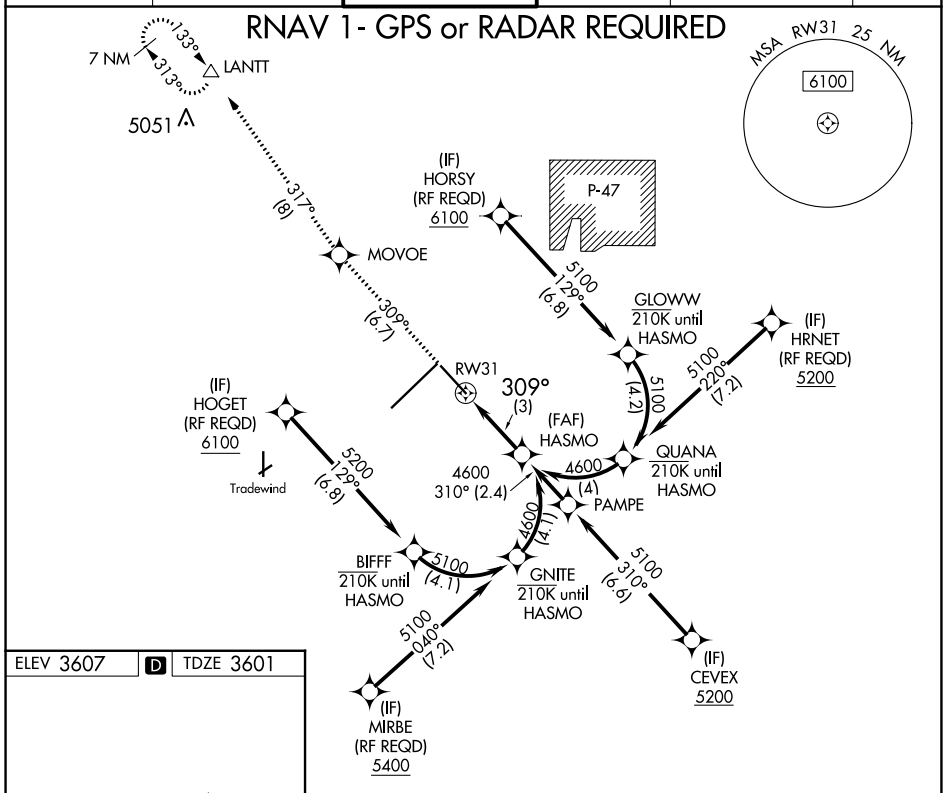 RNAV 1 - GPS or RADAR REQUIRED
MSA RW31 25 NM
6100
7 NM
133°
313°
LANTT
5051
317°
(8)
(IF)
HORSY
(RF REQD)
6100
P-47
MOVOE
5100
129°
(6.8)
GLOWW
210K until
HASMO
(IF)
HRNET
(RF REQD)
5200
309°
(6.7)
5100
220°
(7.2)
RW31
309°
(3)
5100
(4.2)
(IF)
HOGET
(RF REQD)
6100
(FAF)
HASMO
Tradewind
5200
129°
(6.8)
4600
310° (2.4)
4600
(4)
QUANA
210K until
HASMO
PAMPE
4600
(4.1)
BIFFF
210K until
HASMO
5100
(4.1)
GNITE
210K until
HASMO
5100
310°
(6.6)
5100
040°
(7.2)
(IF)
CEVEX
5200
(IF)
MIRBE
(RF REQD)
5400
ELEV 3607 D TDZE 3601